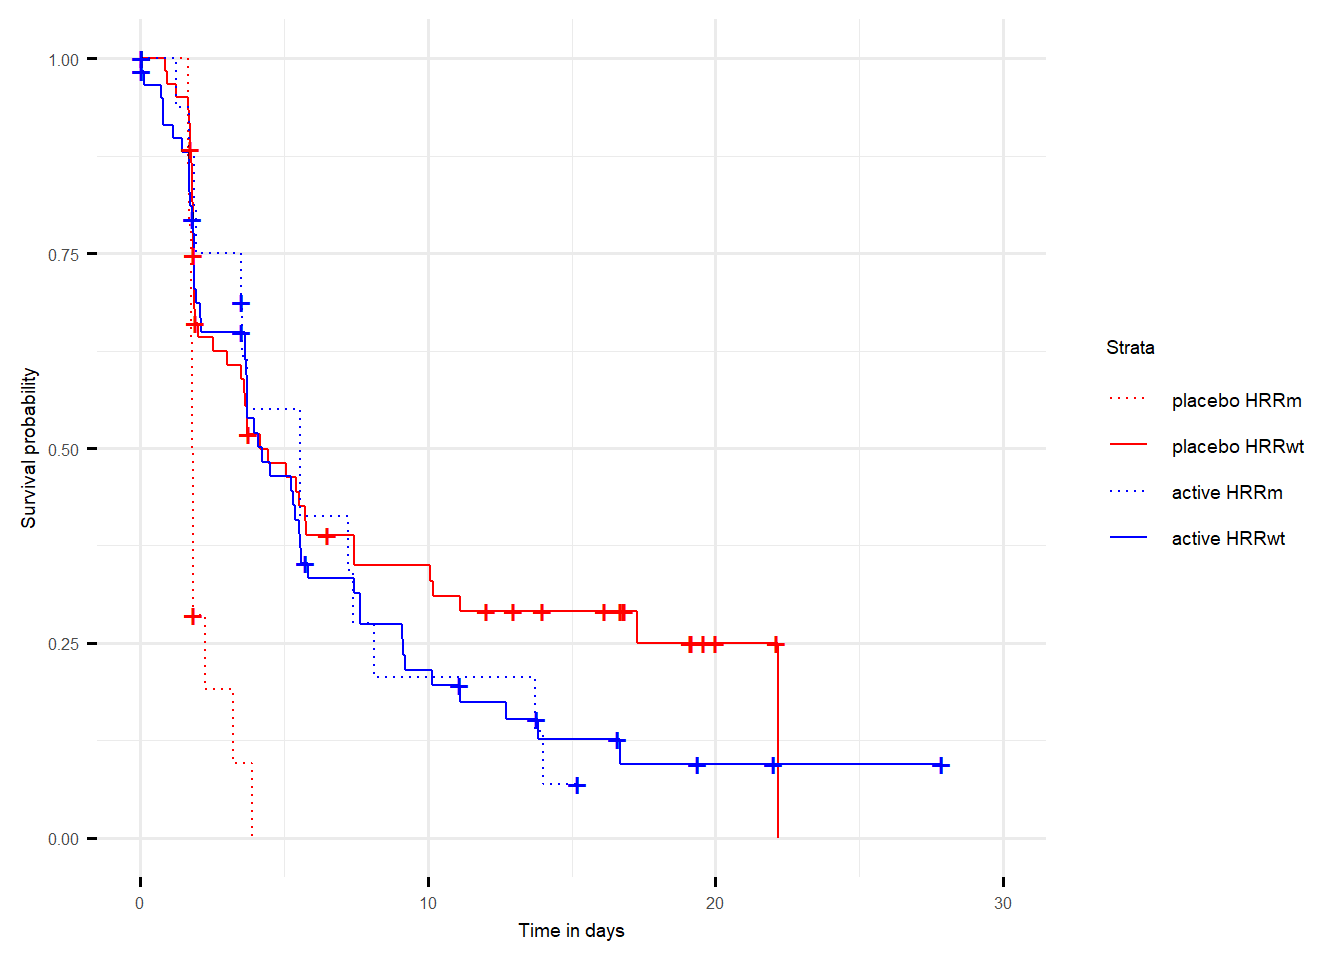 1.00
0.75
0.50
0.25
0.00
Survival probability
0
10
20
30
Time in days
Strata
placebo HRRm
placebo HRRwt
active HRRm
active HRRwt